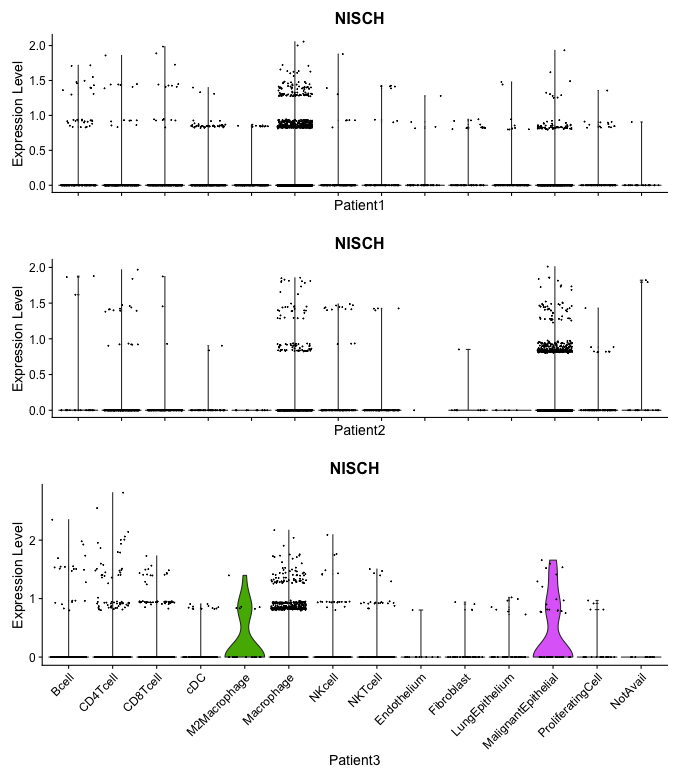 NISCH
Expression Level
2.0
1.5
1.0
0.5
0.0
Patient1
NISCH
Expression Level
2.0
1.5
1.0
0.5
0.0
Patient2
NISCH
Expression Level
2
1
0
Bcell
CD4Tcell
CD8Tcell
cDC
M2Macrophage
Macrophage
NKcell
NKTcell
Endothelium
Fibroblast
LungEpithelium
MalignantEpithelial
ProliferatingCell
NotAvail
Patient3